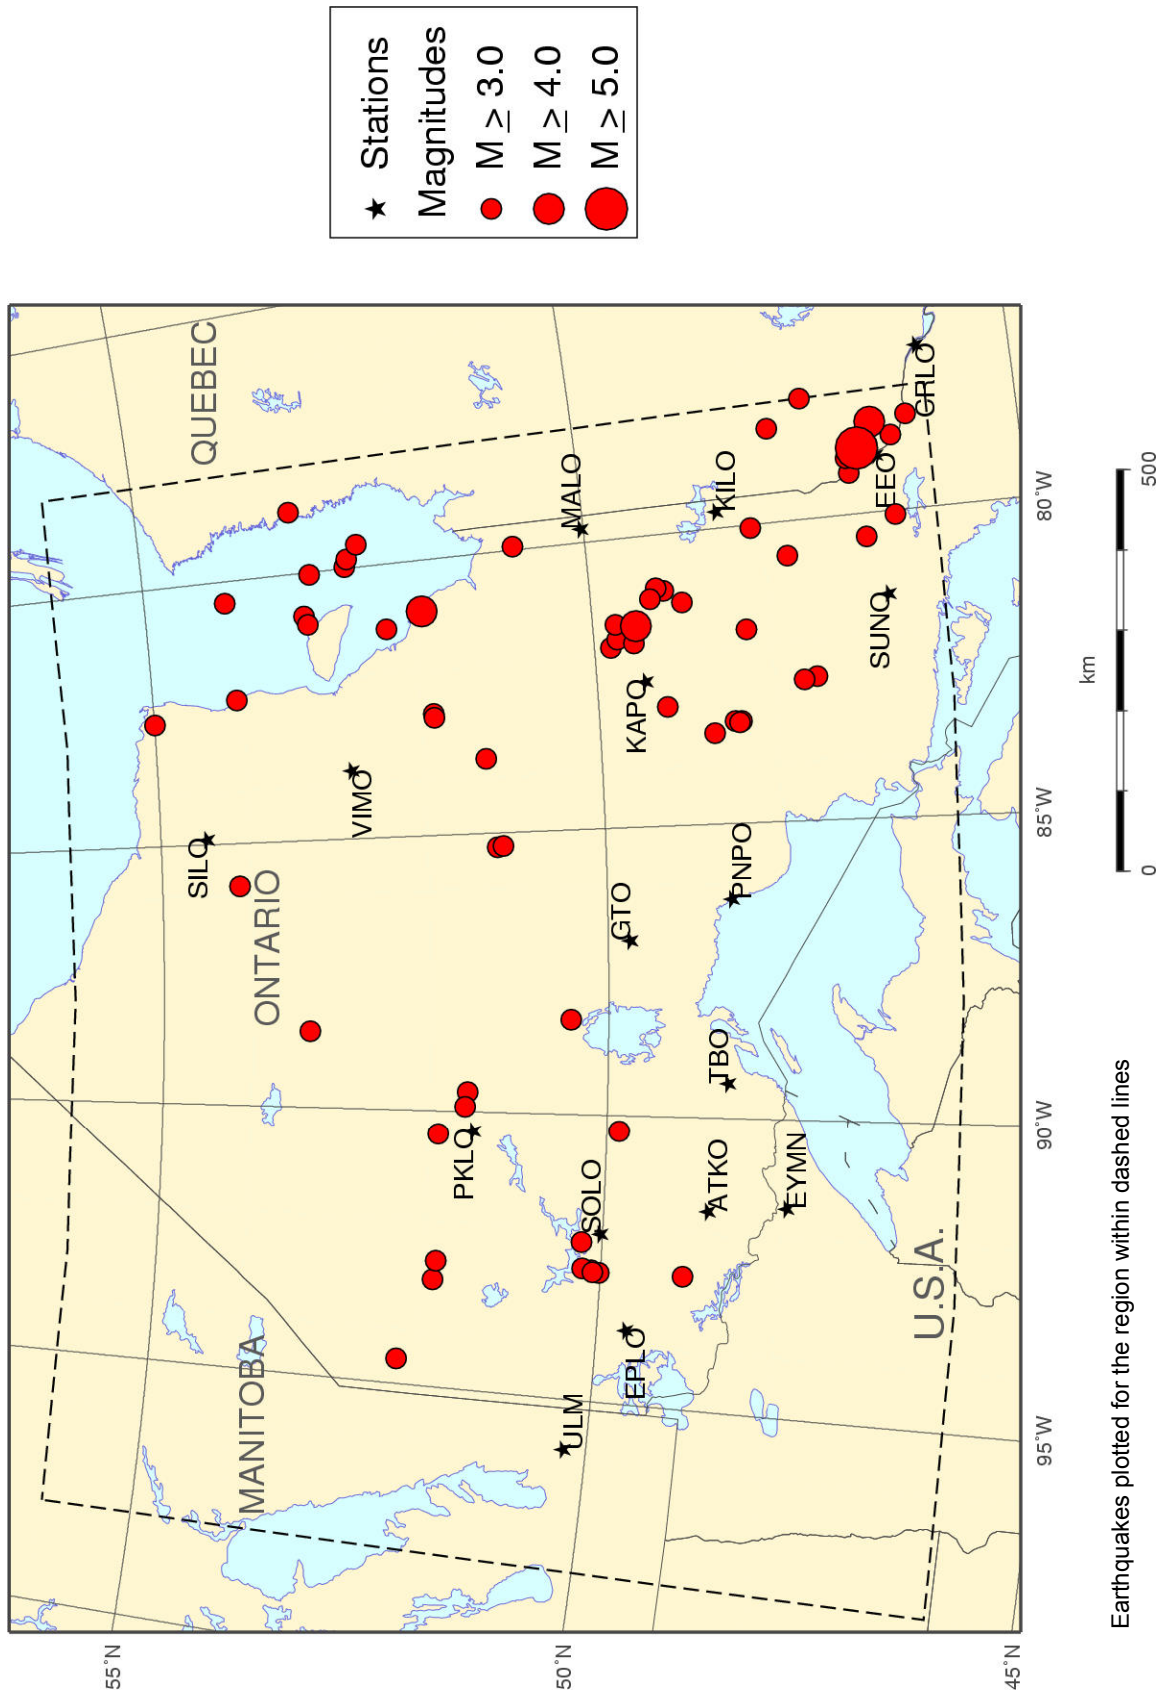 MANITOBA
ONTARIO
QUEBEC
U.S.A.
SILO
VIMO
PKLO
MALO
ULM
SOLO
GTO
EPLO
KAPO
ATKO
TBO
PNPO
KILO
EYMN
SUNO
EEO
CRLO
55°N
50°N
45°N
95°W
90°W
85°W
80°W
Stations
Magnitudes
M ≥ 3.0
M ≥ 4.0
M ≥ 5.0
km
0 500
Earthquakes plotted for the region within dashed lines